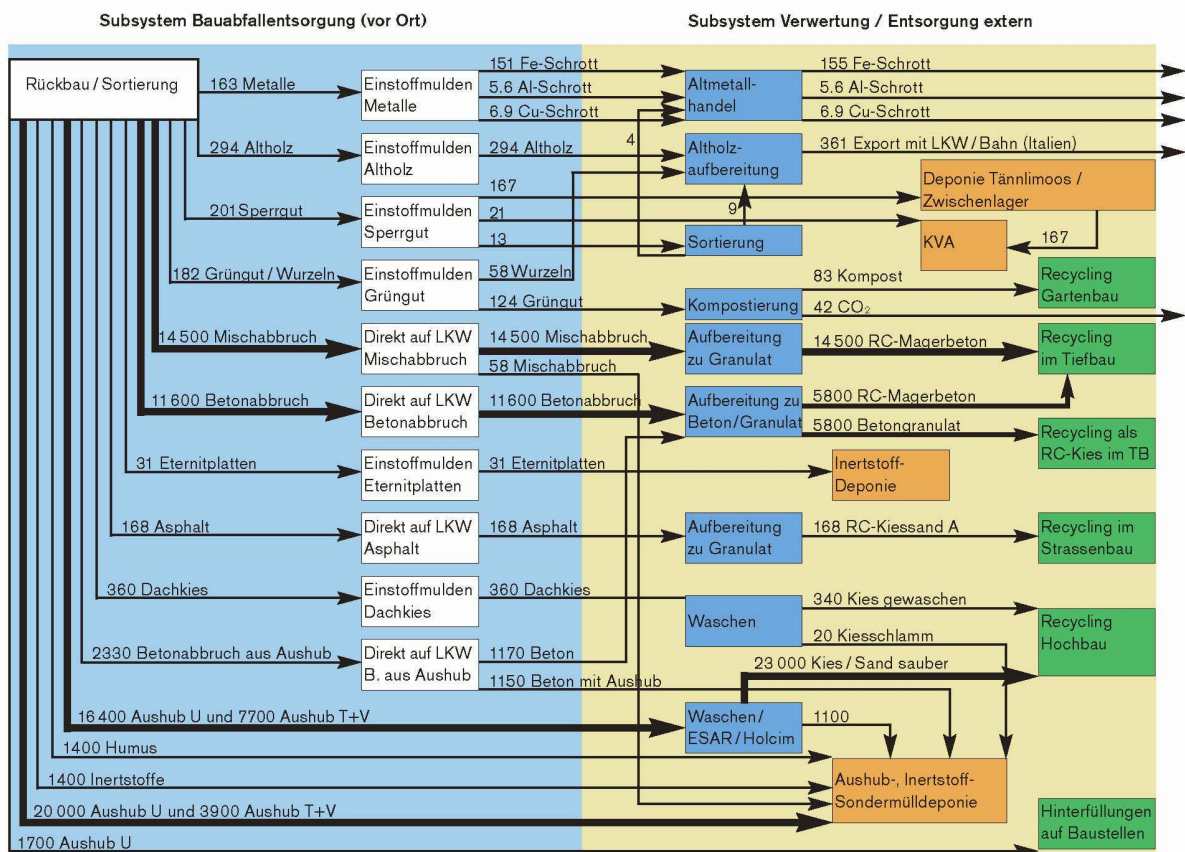 Subsystem Bauabfallentsorgung (vor Ort)
Subsystem Verwertung / Entsorgung extern
Rückbau / Sortierung
163 Metalle
Einstoffmulden
Metalle
151 Fe-Schrott
5.6 Al-Schrott
6.9 Cu-Schrott
Altmetall-
handel
155 Fe-Schrott
5.6 Al-Schrott
6.9 Cu-Schrott
4
294 Altholz
Einstoffmulden
Altholz
294 Altholz
Altholz-
aufbereitung
361 Export mit LKW / Bahn (Italien)
201 Sperrgut
Einstoffmulden
Sperrgut
167
21
13
9
Sortierung
Deponie Tännlimoos /
Zwischenlager
KVA
167
182 Grüngut / Wurzeln
Einstoffmulden
Grüngut
58 Wurzeln
124 Grüngut
Kompostierung
83 Kompost
42 CO₂
Recycling
Gartenbau
14 500 Mischabbruch
Direkt auf LKW
Mischabbruch
14 500 Mischabbruch
58 Mischabbruch
Aufbereitung
zu Granulat
14 500 RC-Magerbeton
Recycling
im Tiefbau
11 600 Betonabbruch
Direkt auf LKW
Betonabbruch
11 600 Betonabbruch
Aufbereitung zu
Beton/Granulat
5800 RC-Magerbeton
5800 Betongranulat
Recycling als
RC-Kies im TB
31 Eternitplatten
Einstoffmulden
Eternitplatten
31 Eternitplatten
Inertstoff-
Deponie
168 Asphalt
Direkt auf LKW
Asphalt
168 Asphalt
Aufbereitung
zu Granulat
168 RC-Kiessand A
Recycling im
Strassenbau
360 Dachkies
Einstoffmulden
Dachkies
360 Dachkies
Waschen
340 Kies gewaschen
20 Kiesschlamm
Recycling
Hochbau
2330 Betonabbruch aus Aushub
Direkt auf LKW
B. aus Aushub
1170 Beton
1150 Beton mit Aushub
23 000 Kies / Sand sauber
16 400 Aushub U und 7700 Aushub T+V
Waschen /
ESAR / Holcim
1100
1400 Humus
1400 Inertstoffe
Aushub-, Inertstoff-
Sondermülldeponie
20 000 Aushub U und 3900 Aushub T+V
Hinterfüllungen
auf Baustellen
1700 Aushub U